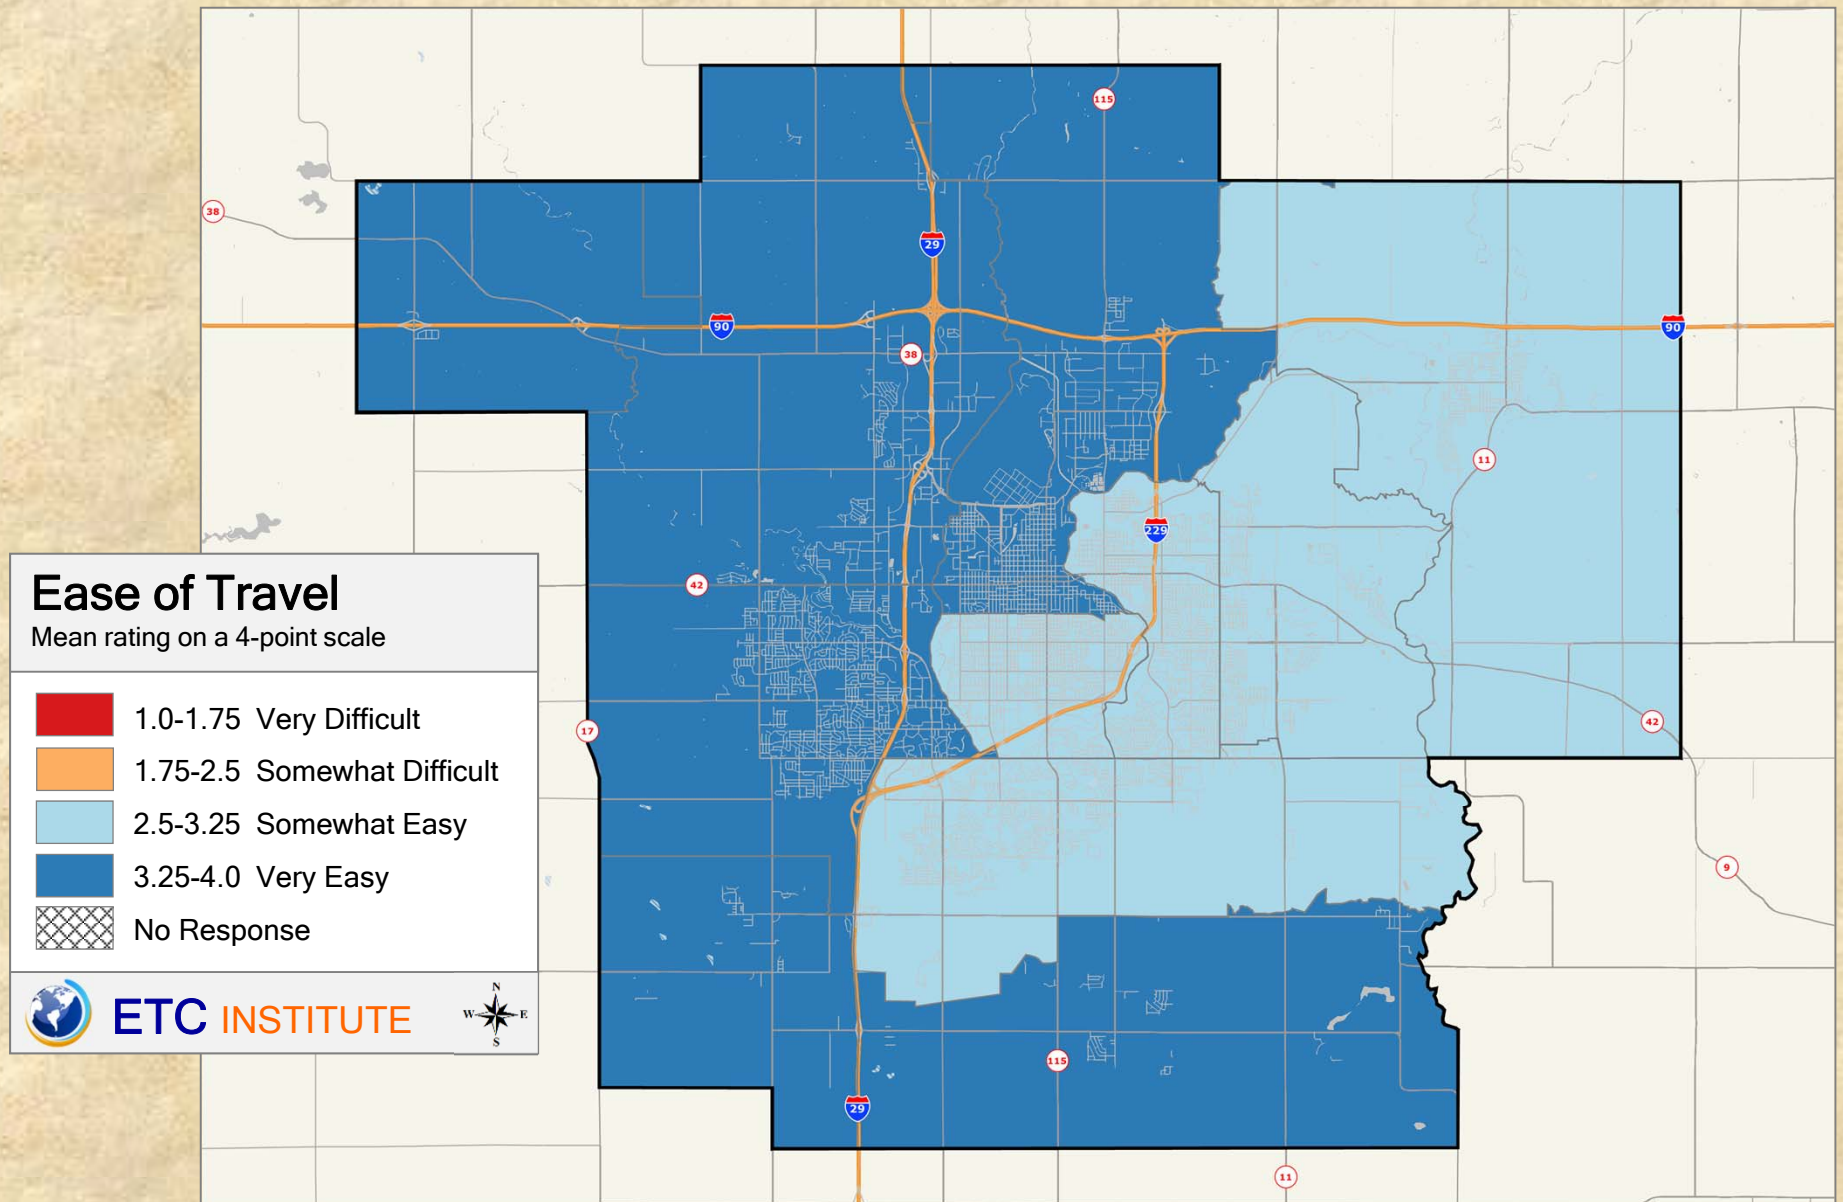 115
38
29
90
90
38
11
229
42
17
42
9
115
29
11
Ease of Travel
Mean rating on a 4-point scale
1.0-1.75 Very Difficult
1.75-2.5 Somewhat Difficult
2.5-3.25 Somewhat Easy
3.25-4.0 Very Easy
No Response
ETC INSTITUTE
N
W E
S